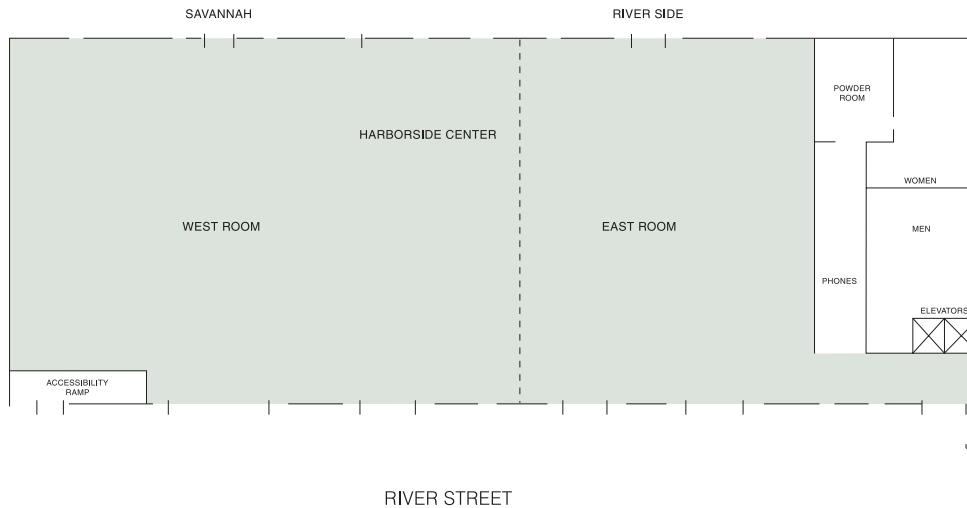 SAVANNAH
RIVER SIDE
POWDER
ROOM
HARBORSIDE CENTER
WOMEN
WEST ROOM
EAST ROOM
MEN
PHONES
ELEVATORS
ACCESSIBILITY
RAMP
RIVER STREET